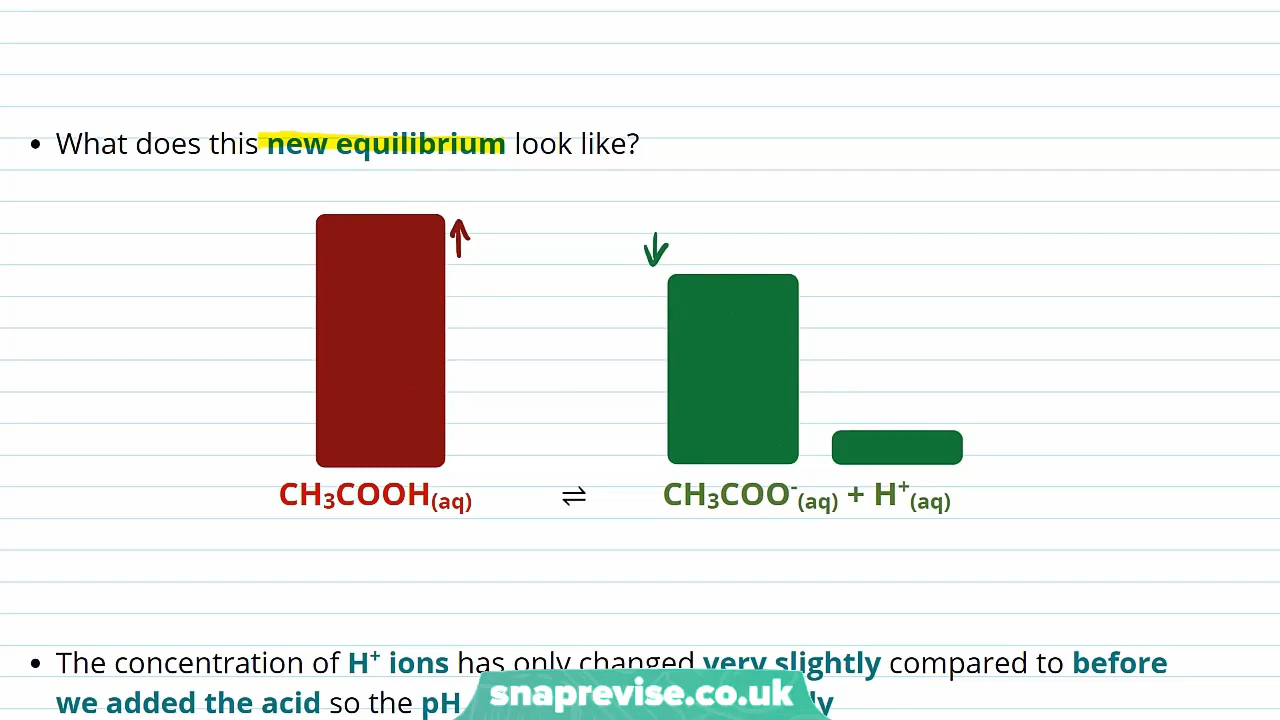 What does this new equilibrium look like?
CH₃COOH(aq) ⇌ CH₃COO⁻(aq) + H⁺(aq)
The concentration of H⁺ ions has only changed very slightly compared to before
we added the acid so the pH
snaprevise.co.uk